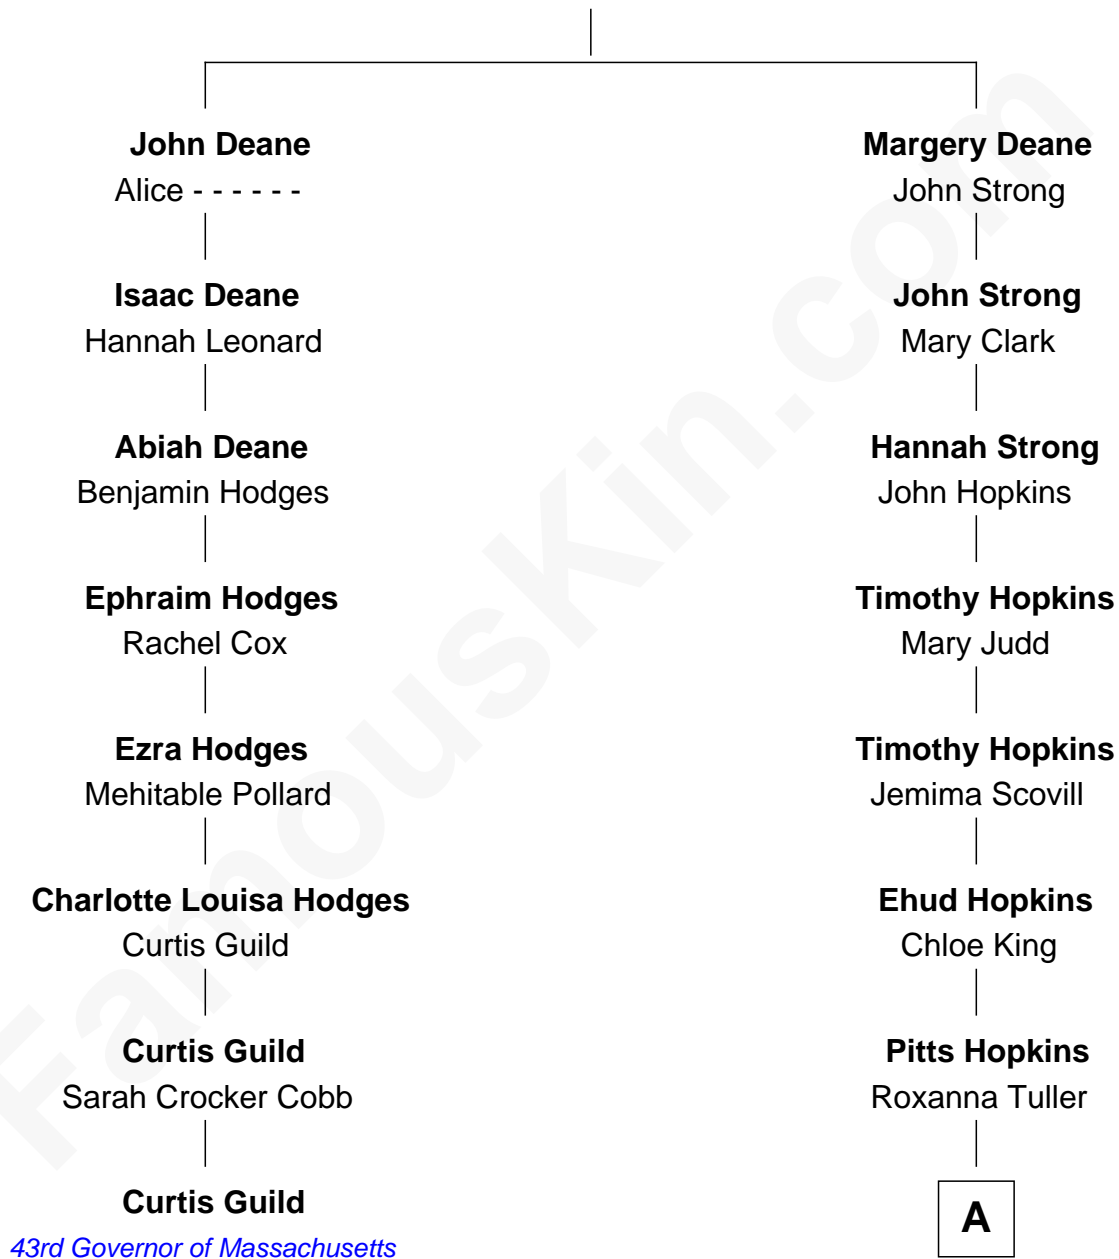 John Deane
Alice - - - - - -
Isaac Deane
Hannah Leonard
Abiah Deane
Benjamin Hodges
Ephraim Hodges
Rachel Cox
Ezra Hodges
Mehitable Pollard
Charlotte Louisa Hodges
Curtis Guild
Curtis Guild
Sarah Crocker Cobb
Curtis Guild
43rd Governor of Massachusetts
Margery Deane
John Strong
John Strong
Mary Clark
Hannah Strong
John Hopkins
Timothy Hopkins
Mary Judd
Timothy Hopkins
Jemima Scovill
Ehud Hopkins
Chloe King
Pitts Hopkins
Roxanna Tuller
A
FamousKin.com